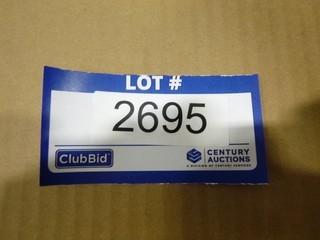 LOT #
2695
ClubBid
CENTURY
AUCTIONS
A DIVISION OF CENTURY SERVICES